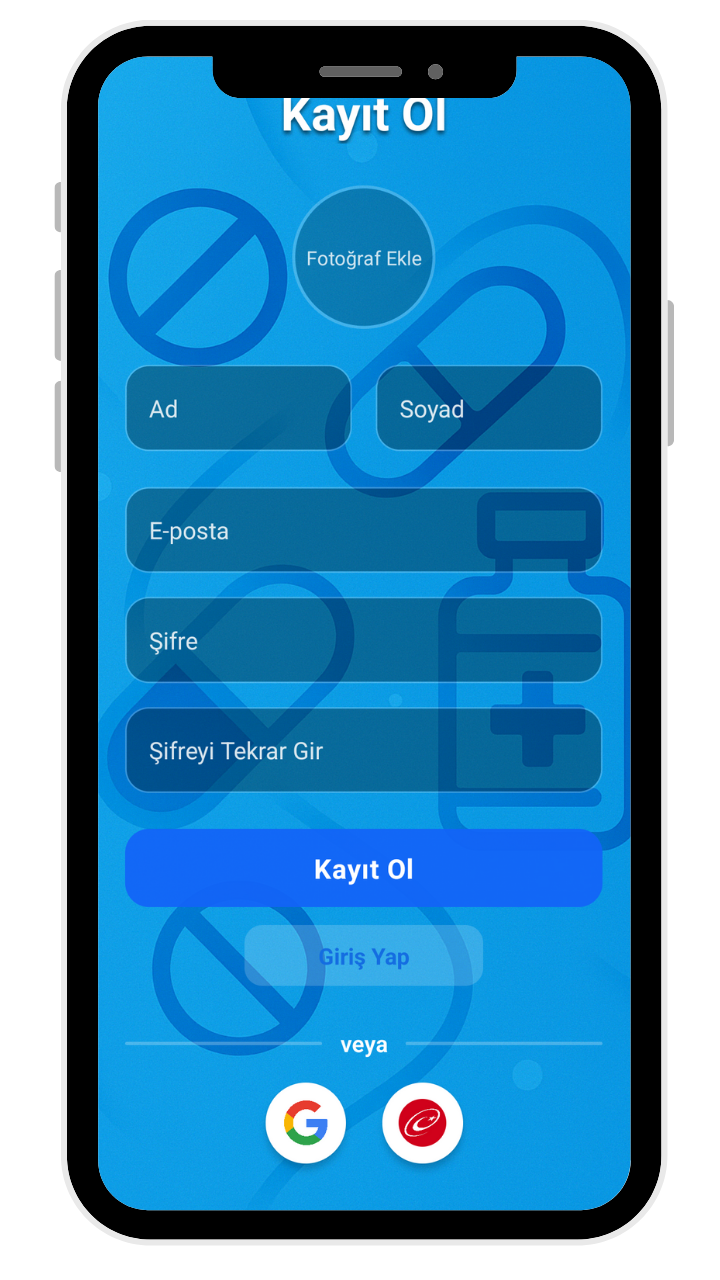 Kayıt Ol
Fotoğraf Ekle
Ad
Soyad
E-posta
Şifre
Şifreyi Tekrar Gir
Kayıt Ol
Giriş Yap
veya